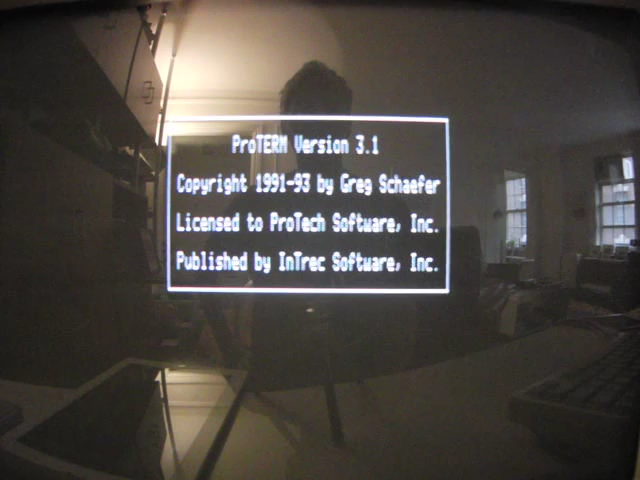 ProTERM Version 3.1
Copyright 1991-93 by Greg Schaefer
Licensed to ProTech Software, Inc.
Published by InTrec Software, Inc.